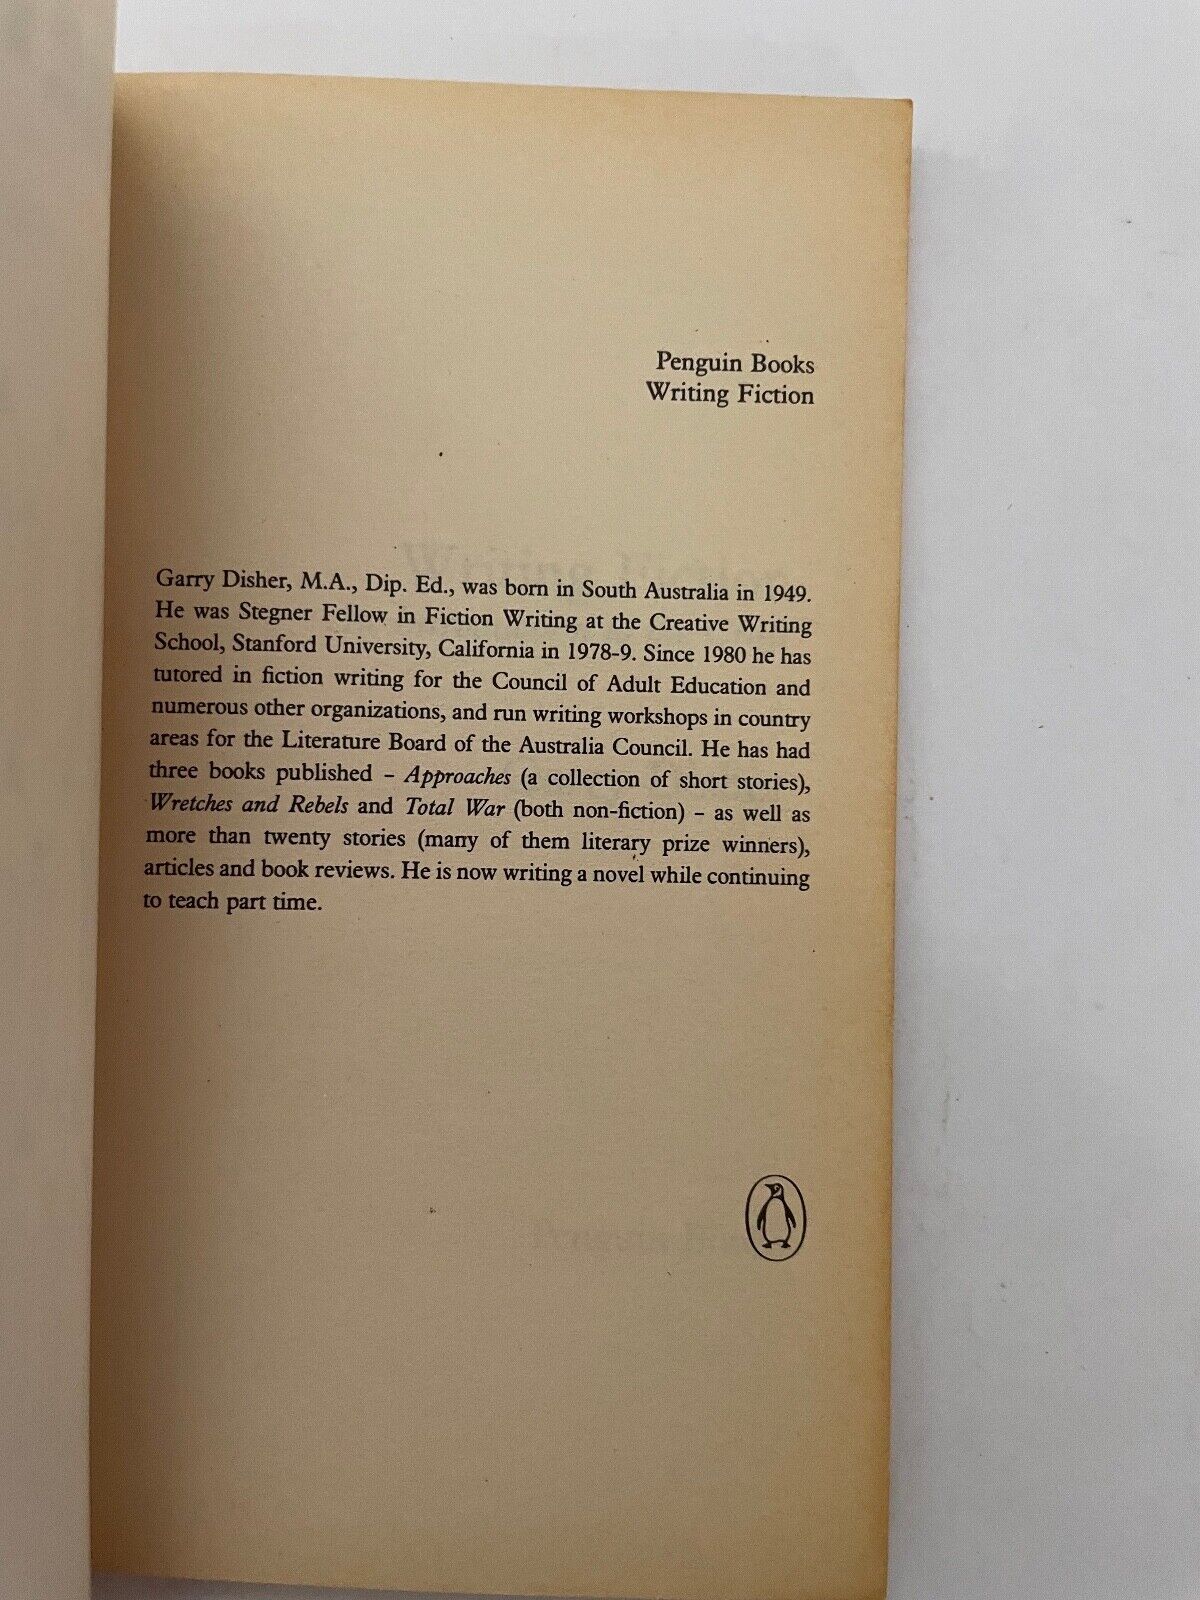 Penguin Books
Writing Fiction
Garry Disher, M.A., Dip. Ed., was born in South Australia in 1949.
He was Stegner Fellow in Fiction Writing at the Creative Writing
School, Stanford University, California in 1978-9. Since 1980 he has
tutored in fiction writing for the Council of Adult Education and
numerous other organizations, and run writing workshops in country
areas for the Literature Board of the Australia Council. He has had
three books published – Approaches (a collection of short stories),
Wretches and Rebels and Total War (both non-fiction) – as well as
more than twenty stories (many of them literary prize winners),
articles and book reviews. He is now writing a novel while continuing
to teach part time.